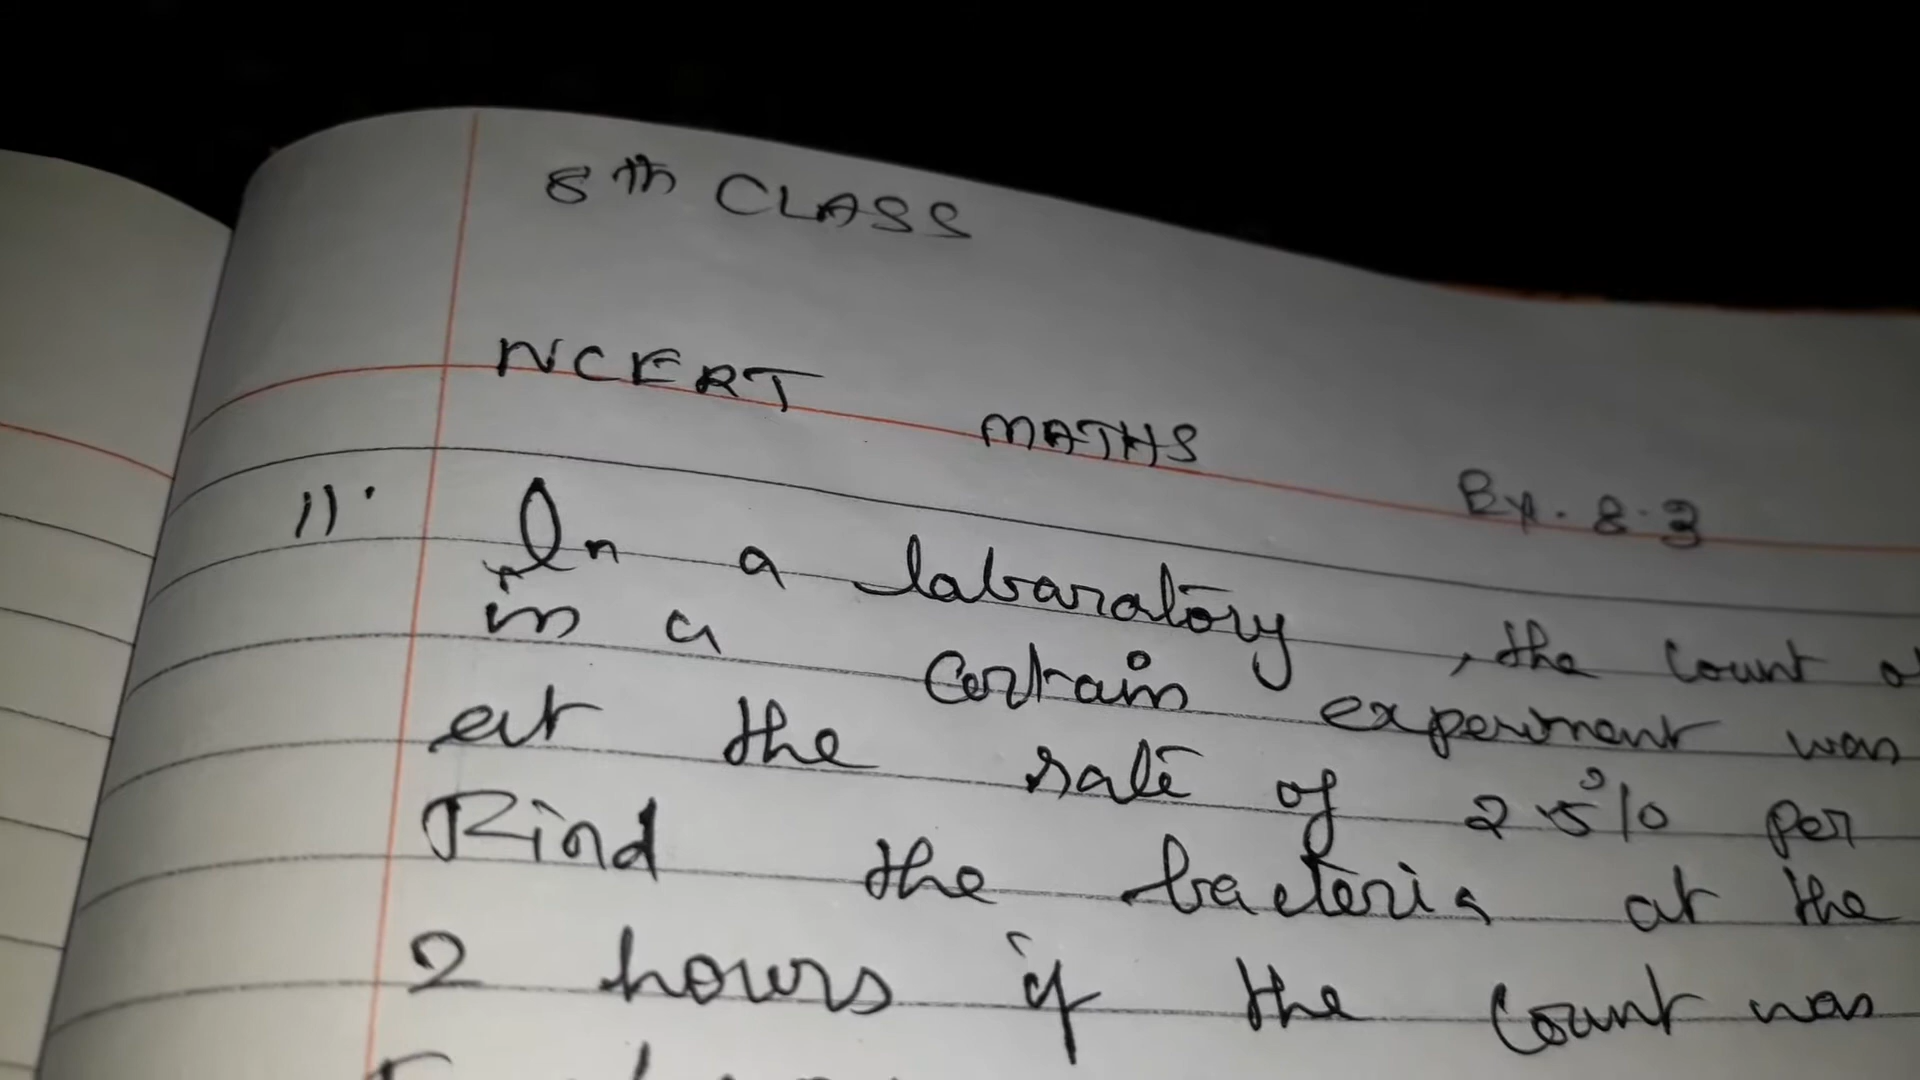 8th CLASS
NCERT MATHS Ex. 8.3
11. In a labaratory, the count of
in a certain experiment was
at the rate of 2.5% per
Find the bacteria at the
2 hours if the count was